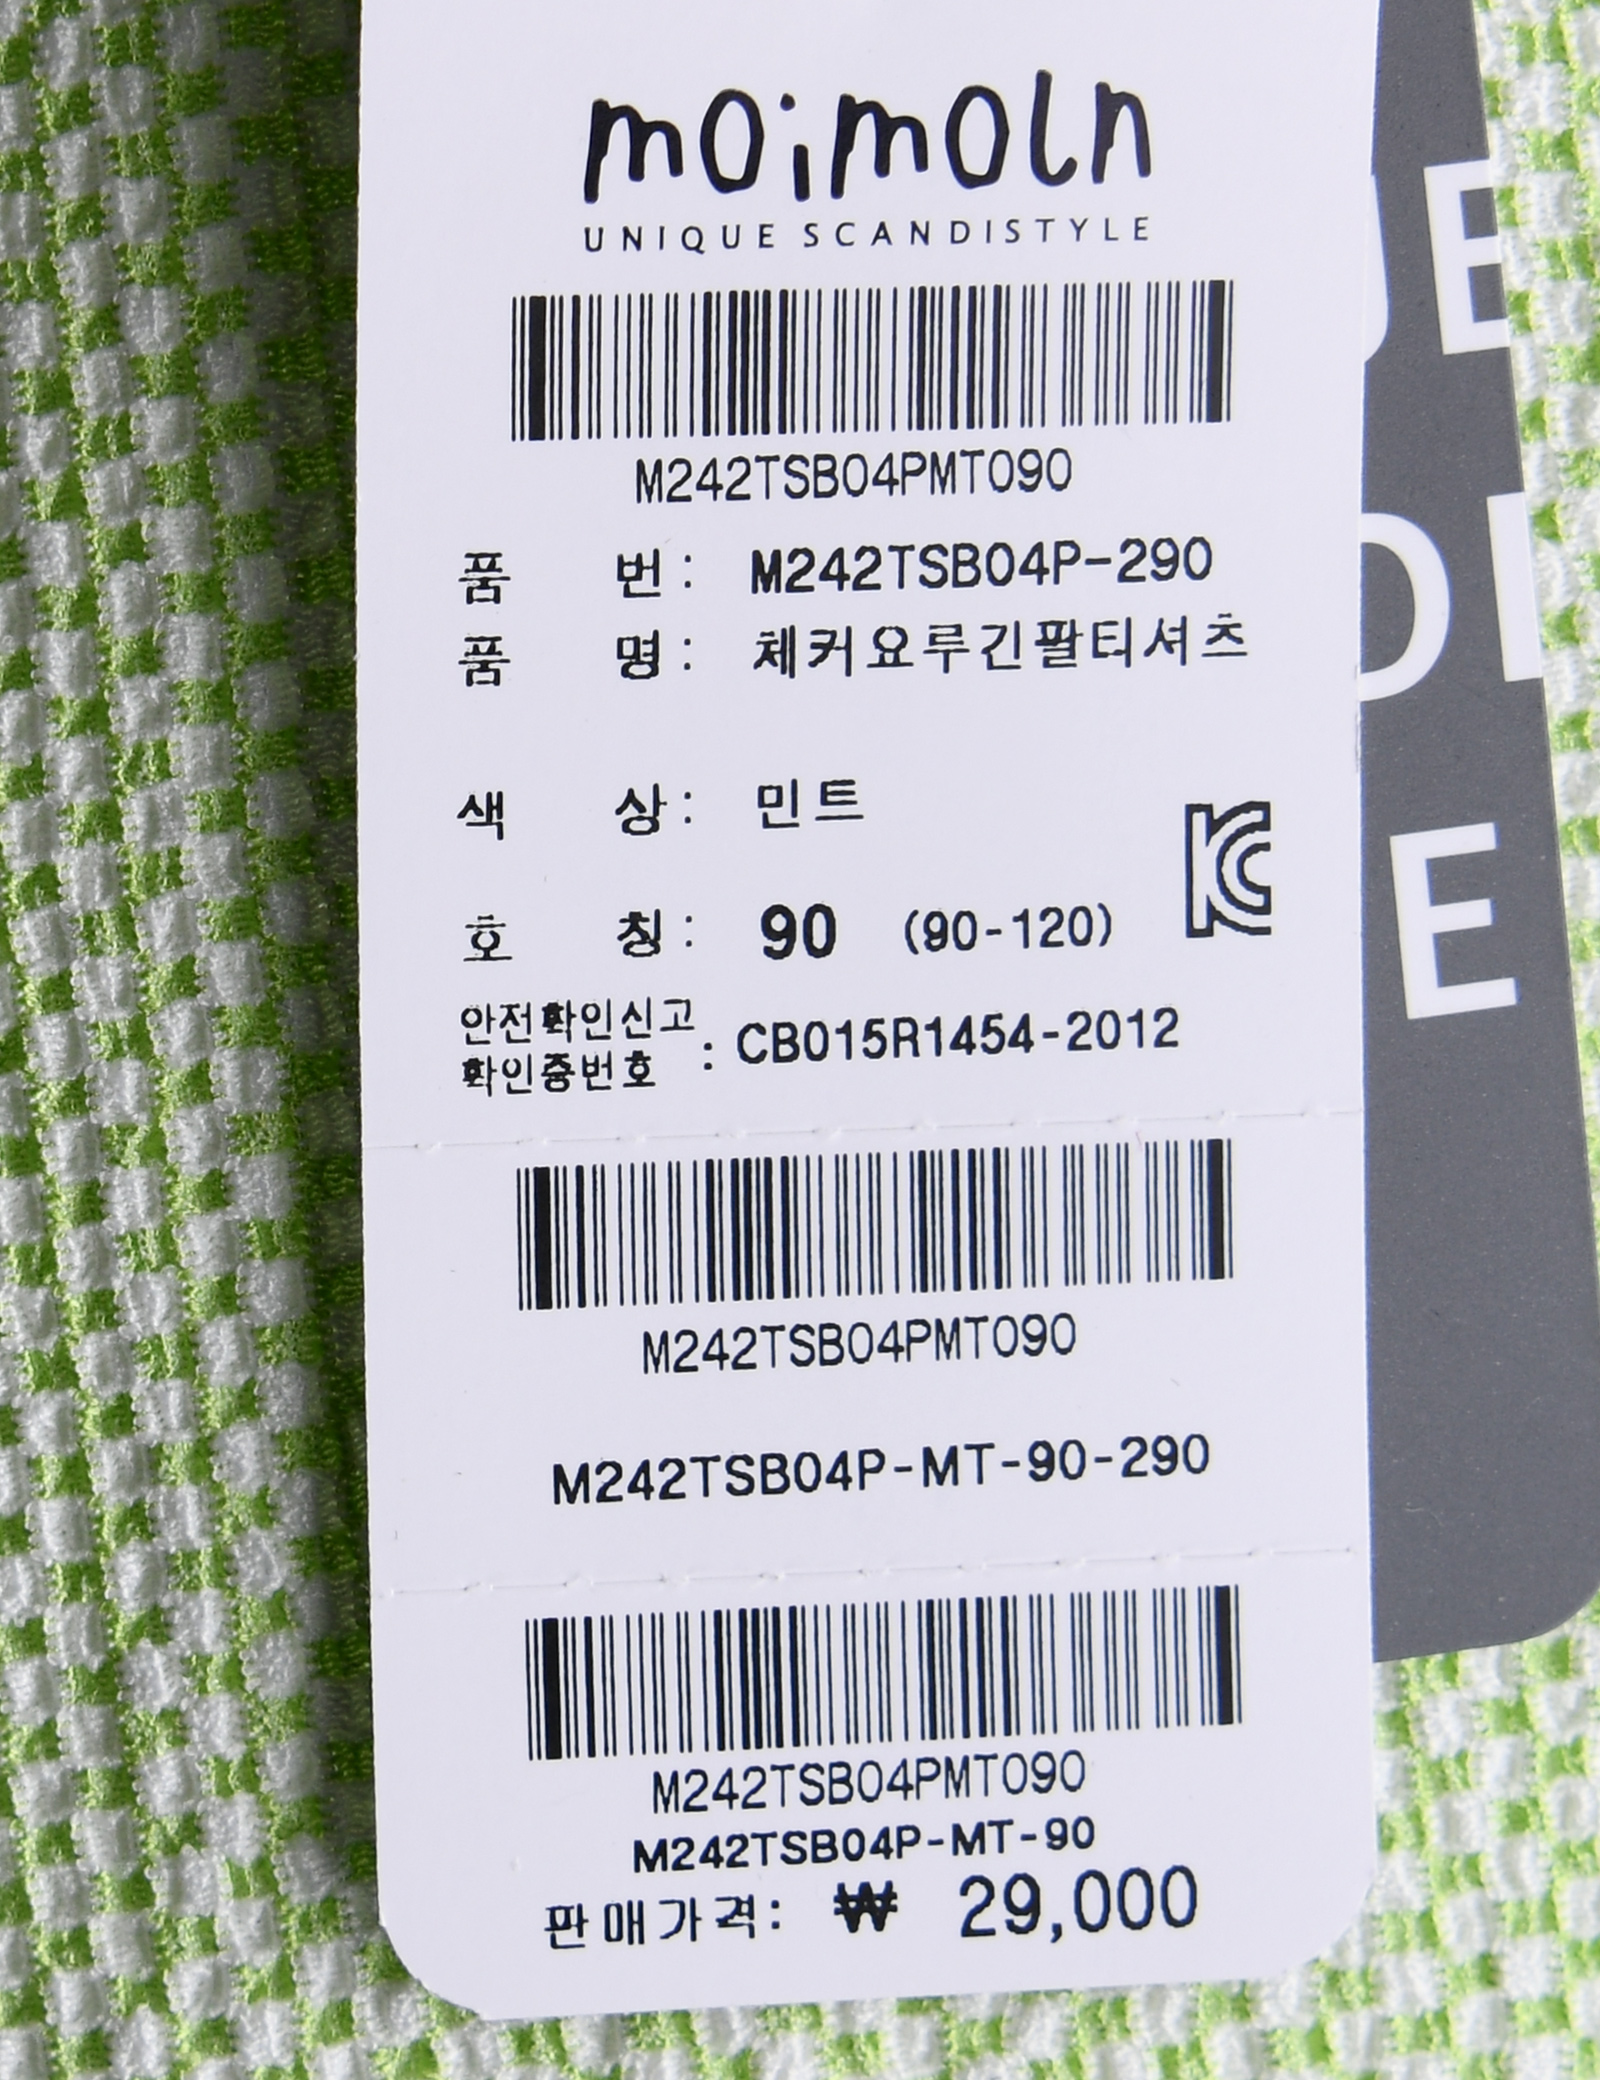 moimoln
UNIQUE SCANDISTYLE
M242TSB04PMT090
품 번 : M242TSB04P-290
품 명 : 체커요루긴팔티셔츠
색 상 : 민트
호 칭 : 90 (90-120)
안전확인신고
확인증번호 : CB015R1454-2012
M242TSB04PMT090
M242TSB04P-MT-90-290
M242TSB04PMT090
M242TSB04P-MT-90
판매가격: ₩ 29,000